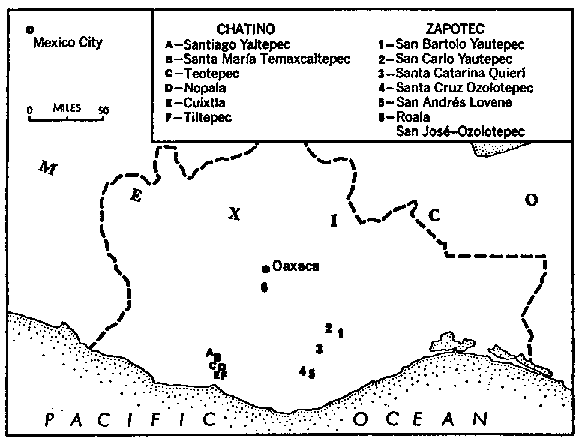 Mexico City
0 MILES 50
CHATINO
A–Santiago Yaitepec
B–Santa María Temaxcaltepec
C–Teotepec
D–Nopala
E–Cuixtla
F–Tiltepec
ZAPOTEC
1–San Bartolo Yautepec
2–San Carlo Yautepec
3–Santa Catarina Quierí
4–Santa Cruz Ozolotepec
5–San Andrés Lovene
6–Roala
San José–Ozolotepec
M E X I C O
Oaxaca
6
2 1
3
A B
C D
E F
4 5
PACIFIC OCEAN